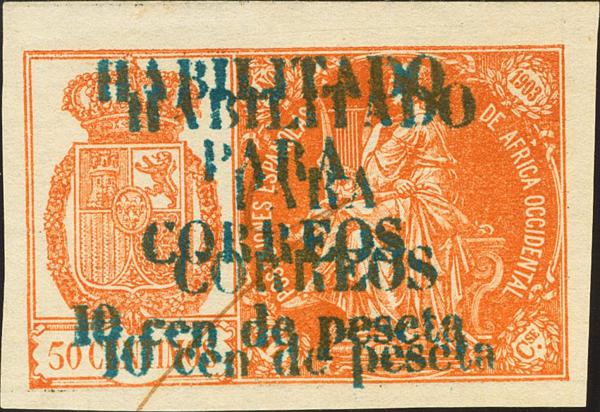 HABILITADO
HABILITADO
PARA
PARA
CORREOS
CORREOS
10 cen de peseta
10 cen de peseta
POSESIONES ESPAÑOLAS DE ÁFRICA OCCIDENTAL
1903
50